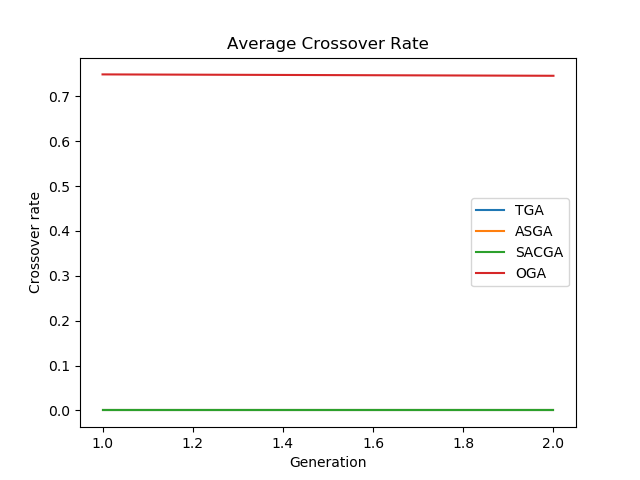 Average Crossover Rate
Crossover rate
0.7
0.6
0.5
0.4
0.3
0.2
0.1
0.0
TGA
ASGA
SACGA
OGA
1.0 1.2 1.4 1.6 1.8 2.0
Generation